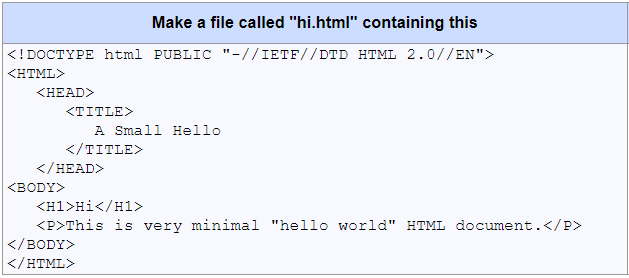 Make a file called "hi.html" containing this
<!DOCTYPE html PUBLIC "-//IETF//DTD HTML 2.0//EN">
<HTML>
   <HEAD>
      <TITLE>
         A Small Hello
      </TITLE>
   </HEAD>
<BODY>
   <H1>Hi</H1>
   <P>This is very minimal "hello world" HTML document.</P>
</BODY>
</HTML>